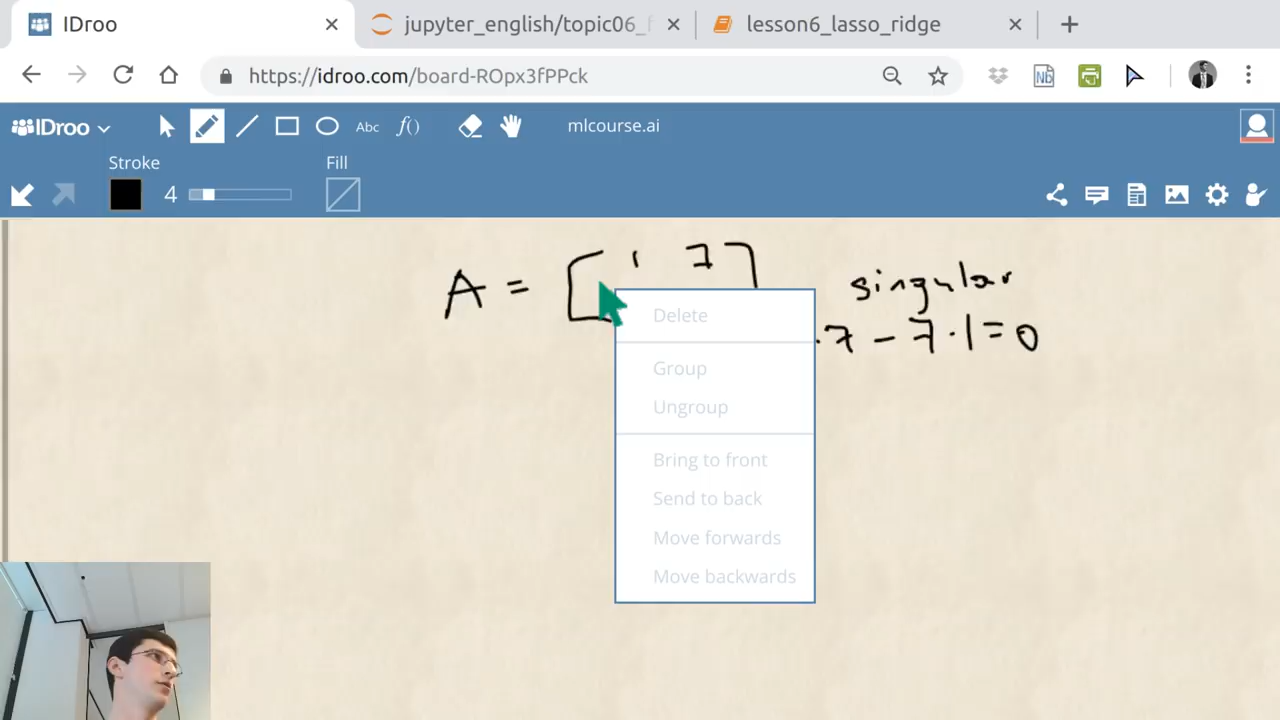 IDroo
jupyter_english/topic06_f
lesson6_lasso_ridge
https://idroo.com/board-ROpx3fPPck
Nb
IDroo
Abc
f()
mlcourse.ai
Stroke
Fill
4
A = [ 1 7 ]
singular
.7 - 7.1 = 0
Delete
Group
Ungroup
Bring to front
Send to back
Move forwards
Move backwards